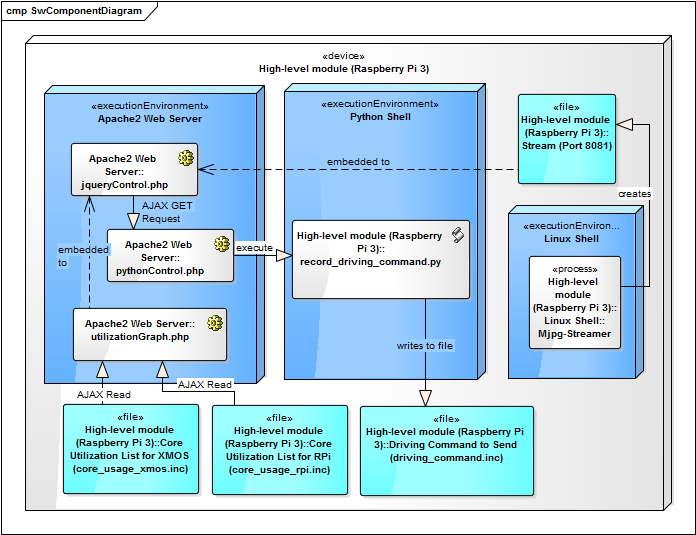 cmp SwComponentDiagram
«device»
High-level module (Raspberry Pi 3)
«executionEnvironment»
Apache2 Web Server
Apache2 Web
Server::
jqueryControl.php
AJAX GET
Request
Apache2 Web
Server::
pythonControl.php
embedded
to
Apache2 Web Server::
utilizationGraph.php
AJAX Read
AJAX Read
execute
«executionEnvironment»
Python Shell
embedded to
High-level module (Raspberry
Pi 3)::
record_driving_command.py
writes to file
«file»
High-level module
(Raspberry Pi 3)::
Stream (Port 8081)
creates
«executionEnviron...
Linux Shell
«process»
High-level
module
(Raspberry Pi 3)::
Linux Shell::
Mjpg-Streamer
«file»
High-level module
(Raspberry Pi 3)::Core
Utilization List for XMOS
(core_usage_xmos.inc)
«file»
High-level module
(Raspberry Pi 3)::Core
Utilization List for RPi
(core_usage_rpi.inc)
«file»
High-level module (Raspberry Pi
3)::Driving Command to Send
(driving_command.inc)